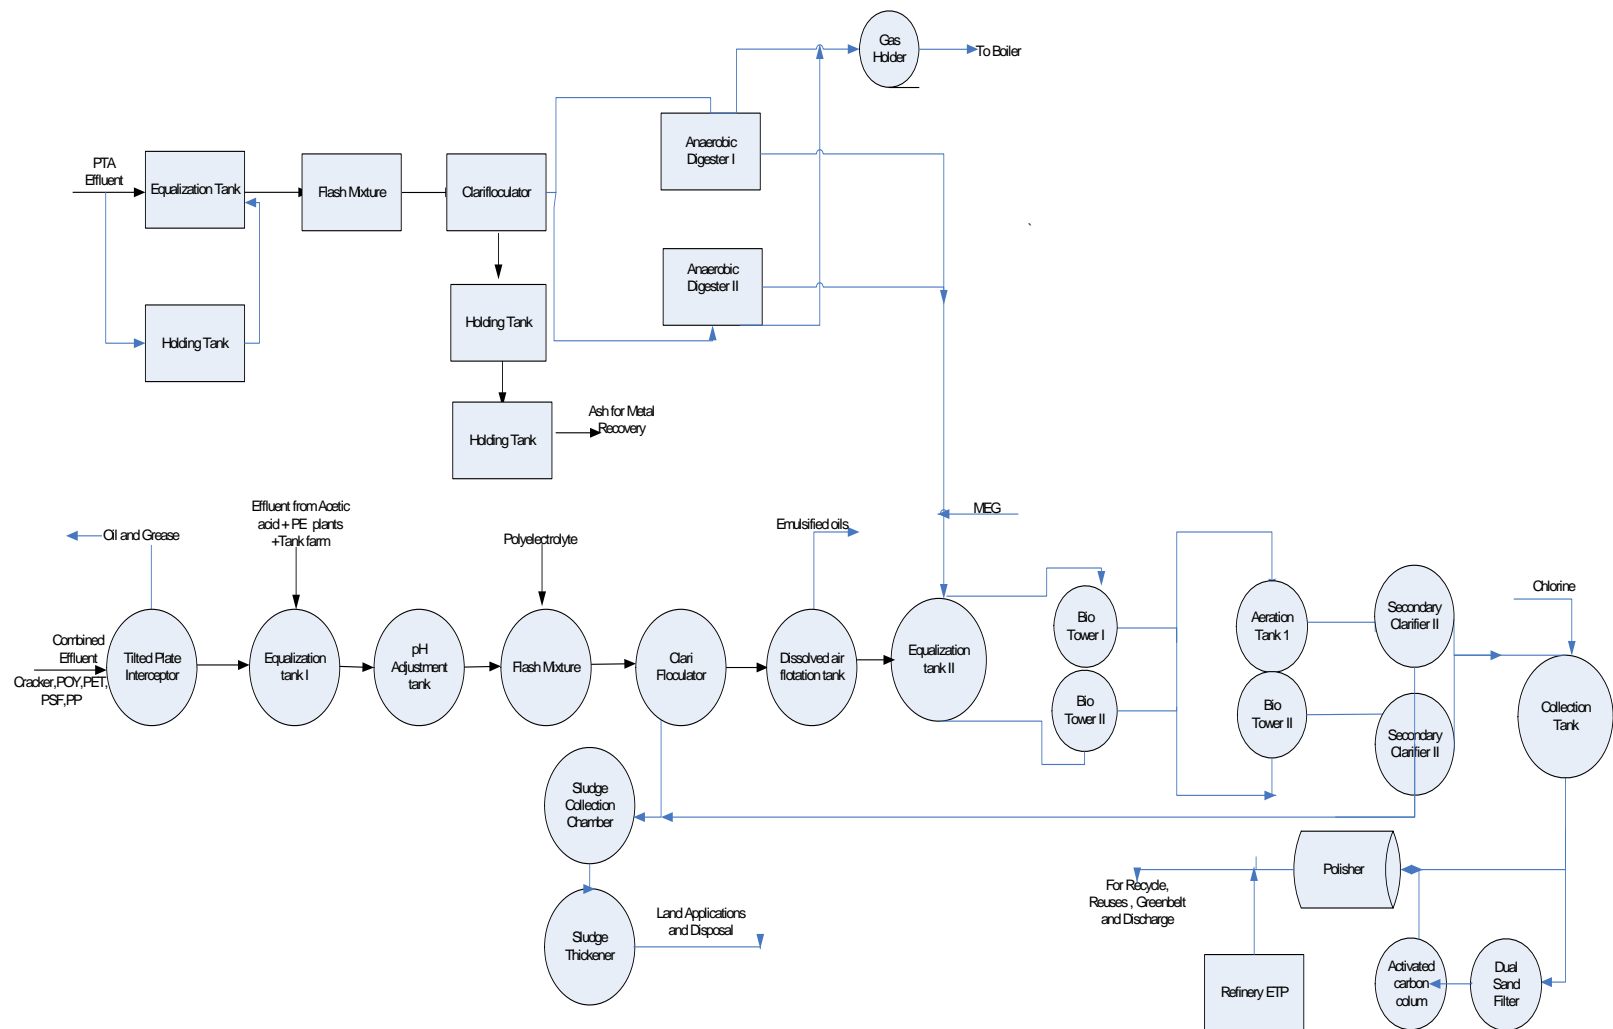 Gas
Holder
To Boiler
PTA
Effluent
Equalization Tank
Flash Mixture
Clarifloculator
Anaerobic
Digester I
Anaerobic
Digester II
Holding Tank
Holding Tank
Holding Tank
Ash for Metal
Recovery
Oil and Grease
Effluent from Acetic
acid + PE plants
+Tank farm
Polyelectrolyte
Emulsified oils
MEG
Combined
Effluent
Cracker,POY,PET,
PSF,PP
Tilted Plate
Interceptor
Equalization
tank I
pH
Adjustment
tank
Flash Mixture
Clari
Floculator
Dissolved air
flotation tank
Equalization
tank II
Bio
Tower I
Bio
Tower II
Aeration
Tank 1
Bio
Tower II
Secondary
Clarifier II
Secondary
Clarifier II
Chlorine
Collection
Tank
Sludge
Collection
Chamber
Sludge
Thickener
Land Applications
and Disposal
For Recycle,
Reuses , Greenbelt
and Discharge
Polisher
Refinery ETP
Activated
carbon
colum
Dual
Sand
Filter